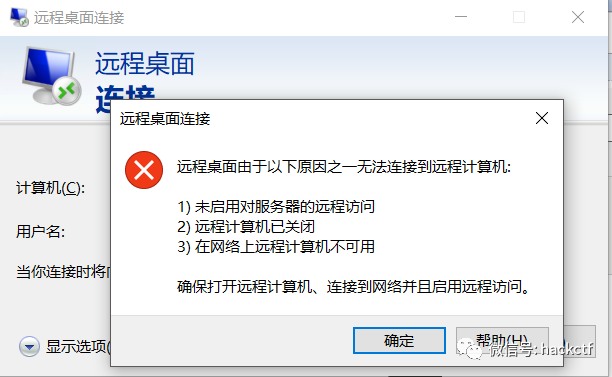 远程桌面连接
远程桌面
连接
远程桌面连接
计算机(C):
用户名:
当你连接时将
显示选项(
远程桌面由于以下原因之一无法连接到远程计算机:
1) 未启用对服务器的远程访问
2) 远程计算机已关闭
3) 在网络上远程计算机不可用
确保打开远程计算机、连接到网络并且启用远程访问。
确定
帮助(H)
微信号: hackctf